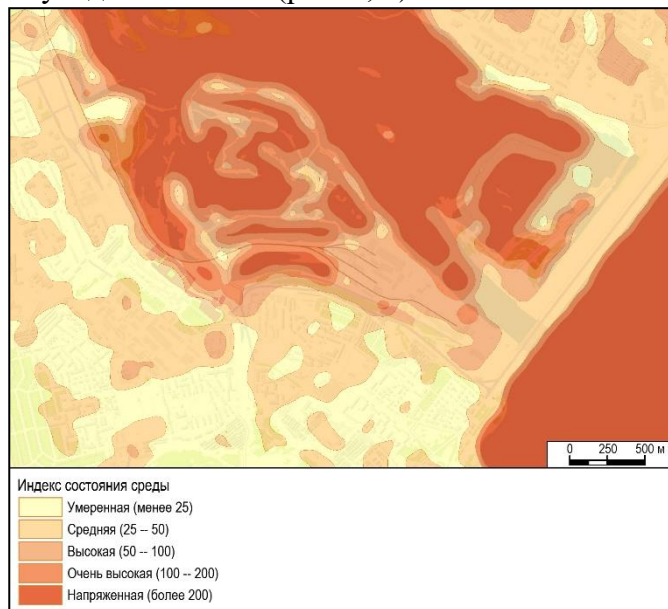 0 250 500 м
Индекс состояния среды
Умеренная (менее 25)
Средняя (25 -- 50)
Высокая (50 -- 100)
Очень высокая (100 -- 200)
Напряженная (более 200)